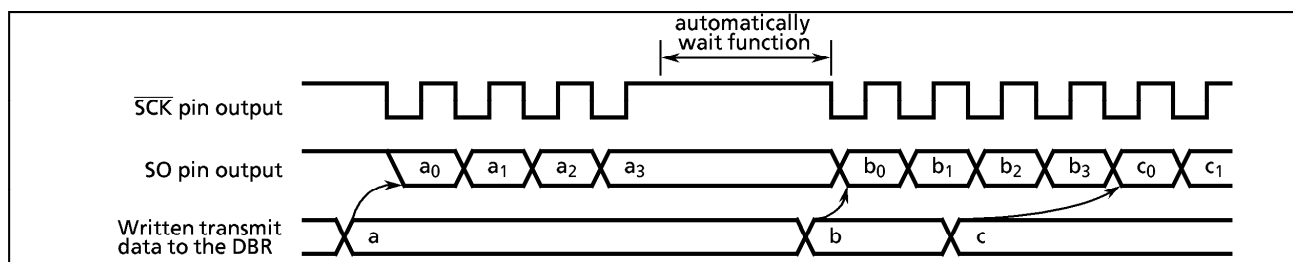 automatically
wait function
S̅C̅K̅ pin output
SO pin output
a₀ a₁ a₂ a₃ b₀ b₁ b₂ b₃ c₀ c₁
Written transmit
data to the DBR
a b c